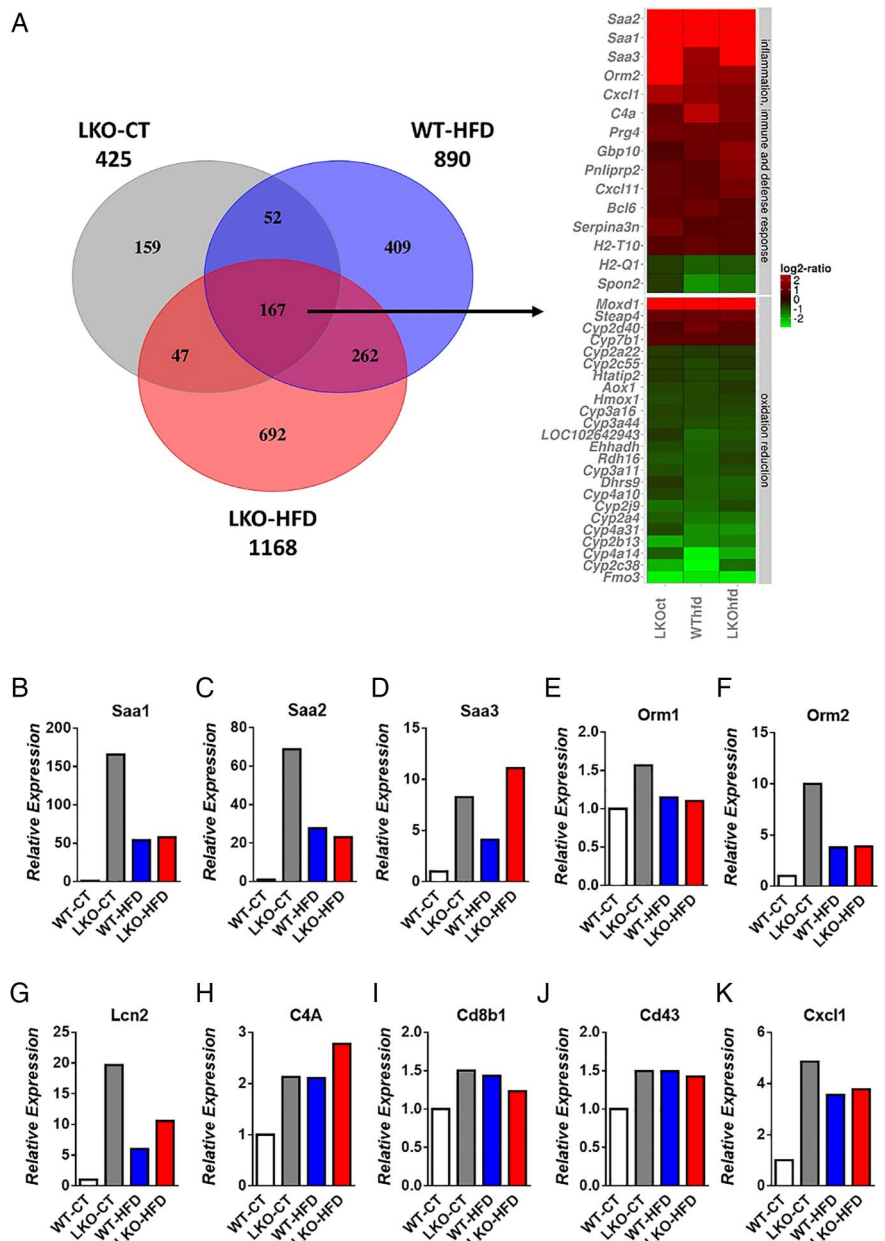 A
LKO-CT
425
WT-HFD
890
52
159
409
167
47
262
692
LKO-HFD
1168
Saa2
Saa1
Saa3
Orm2
Cxcl1
C4a
Prg4
Gbp10
Pnliprp2
Cxcl11
Bcl6
Serpina3n
H2-T10
H2-Q1
Spon2
inflammation, immune and defense response
Moxd1
Steap4
Cyp2d40
Cyp7b1
Cyp2a22
Cyp2c55
Htatip2
Aox1
Hmox1
Cyp3a16
Cyp3a44
LOC102642943
Ehhadh
Rdh16
Cyp3a11
Dhrs9
Cyp4a10
Cyp2j9
Cyp2a4
Cyp4a31
Cyp2b13
Cyp4a14
Cyp2c38
Fmo3
oxidation reduction
LKOct
WThfd
LKOhfd
log2-ratio
2
1
0
-1
-2
B
Saa1
Relative Expression
200
150
100
50
0
WT-CT
LKO-CT
WT-HFD
LKO-HFD
C
Saa2
Relative Expression
80
60
40
20
0
WT-CT
LKO-CT
WT-HFD
LKO-HFD
D
Saa3
Relative Expression
15
10
5
0
WT-CT
LKO-CT
WT-HFD
LKO-HFD
E
Orm1
Relative Expression
2.0
1.5
1.0
0.5
0.0
WT-CT
LKO-CT
WT-HFD
LKO-HFD
F
Orm2
Relative Expression
15
10
5
0
WT-CT
LKO-CT
WT-HFD
LKO-HFD
G
Lcn2
Relative Expression
25
20
15
10
5
0
WT-CT
LKO-CT
WT-HFD
LKO-HFD
H
C4A
Relative Expression
3
2
1
0
WT-CT
LKO-CT
WT-HFD
LKO-HFD
I
Cd8b1
Relative Expression
2.0
1.5
1.0
0.5
0.0
WT-CT
LKO-CT
WT-HFD
LKO-HFD
J
Cd43
Relative Expression
2.0
1.5
1.0
0.5
0.0
WT-CT
LKO-CT
WT-HFD
LKO-HFD
K
Cxcl1
Relative Expression
6
4
2
0
WT-CT
LKO-CT
WT-HFD
LKO-HFD